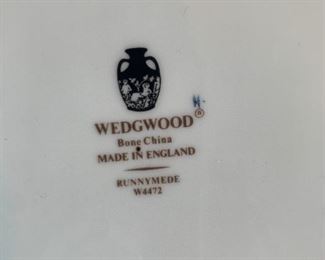 H
WEDGWOOD®
Bone China
MADE IN ENGLAND
RUNNYMEDE
W4472